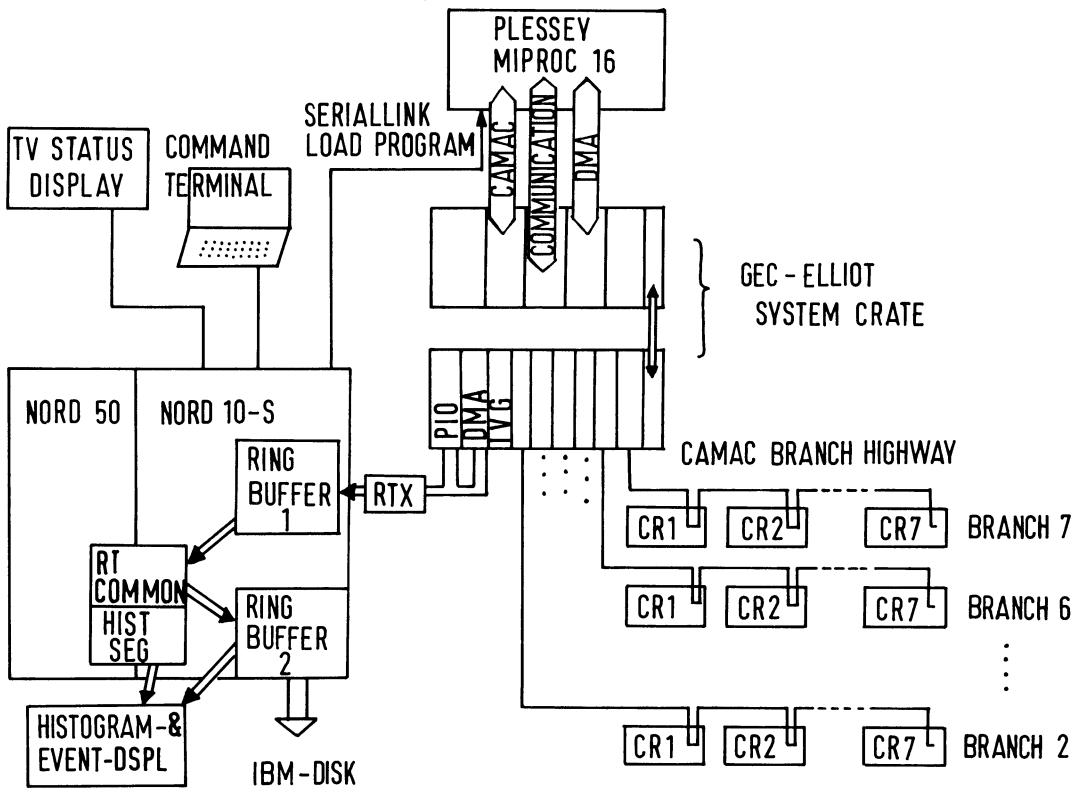 PLESSEY
MIPROC 16
SERIALLINK
LOAD PROGRAM
CAMAC
COMMUNICATION
DMA
TV STATUS
DISPLAY
COMMAND
TERMINAL
GEC-ELLIOT
SYSTEM CRATE
NORD 50
NORD 10-S
PIO
DMA
IVG
RING
BUFFER
1
RTX
CAMAC BRANCH HIGHWAY
CR1
CR2
CR7
BRANCH 7
RT
COMMON
HIST
SEG
RING
BUFFER
2
CR1
CR2
CR7
BRANCH 6
HISTOGRAM-&
EVENT-DSPL
IBM-DISK
CR1
CR2
CR7
BRANCH 2